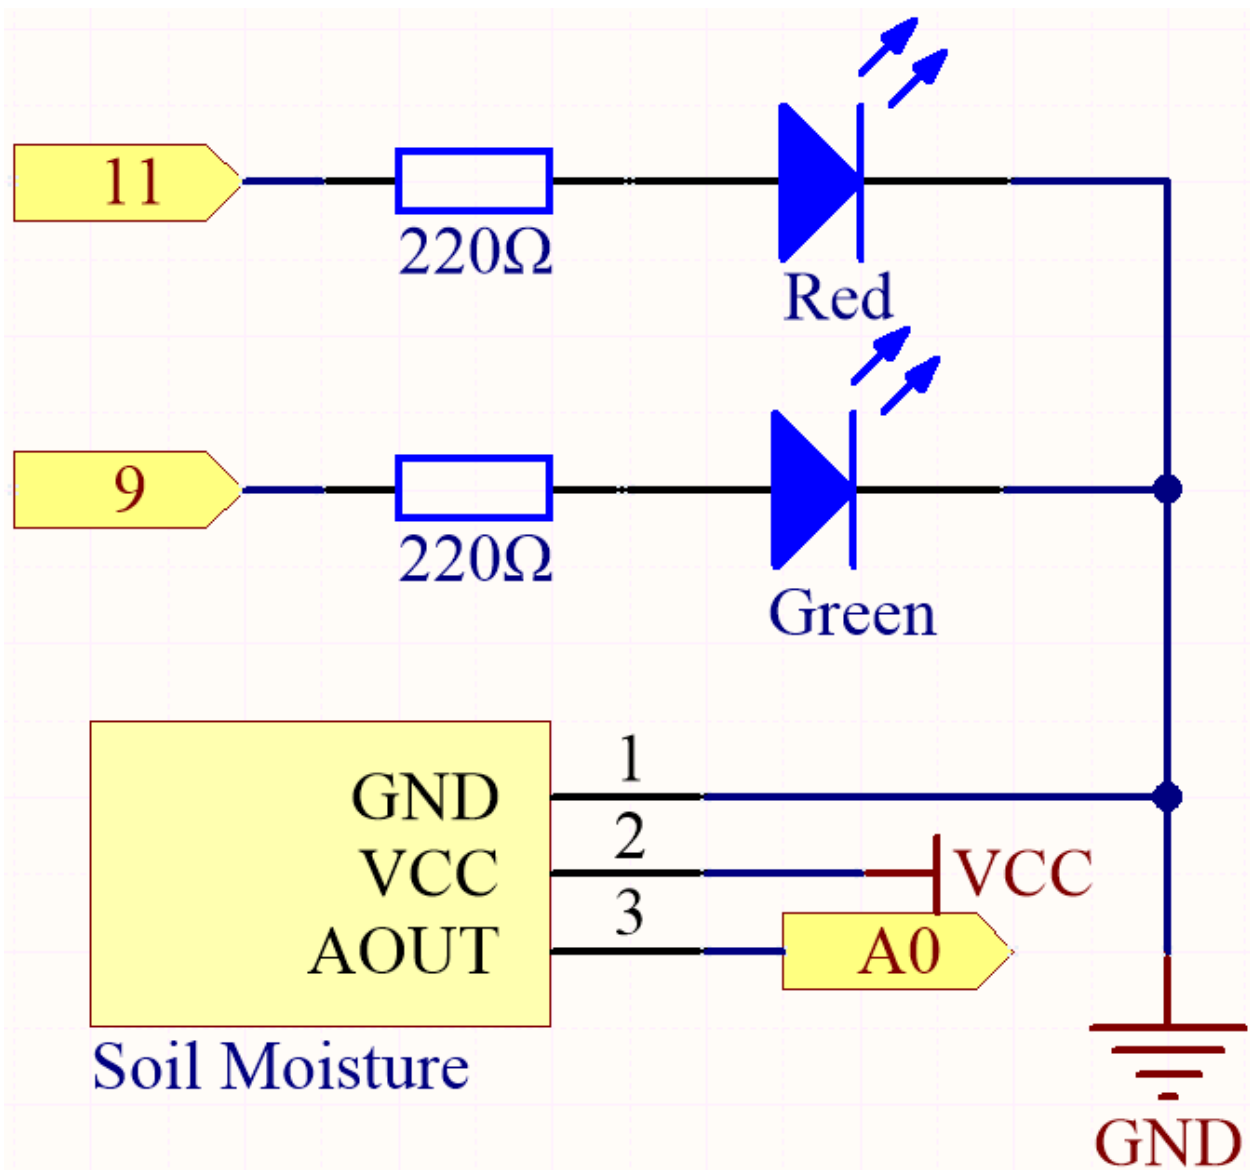 11
220Ω
Red
9
220Ω
Green
1
GND
2
VCC
VCC
3
AOUT
A0
Soil Moisture
GND